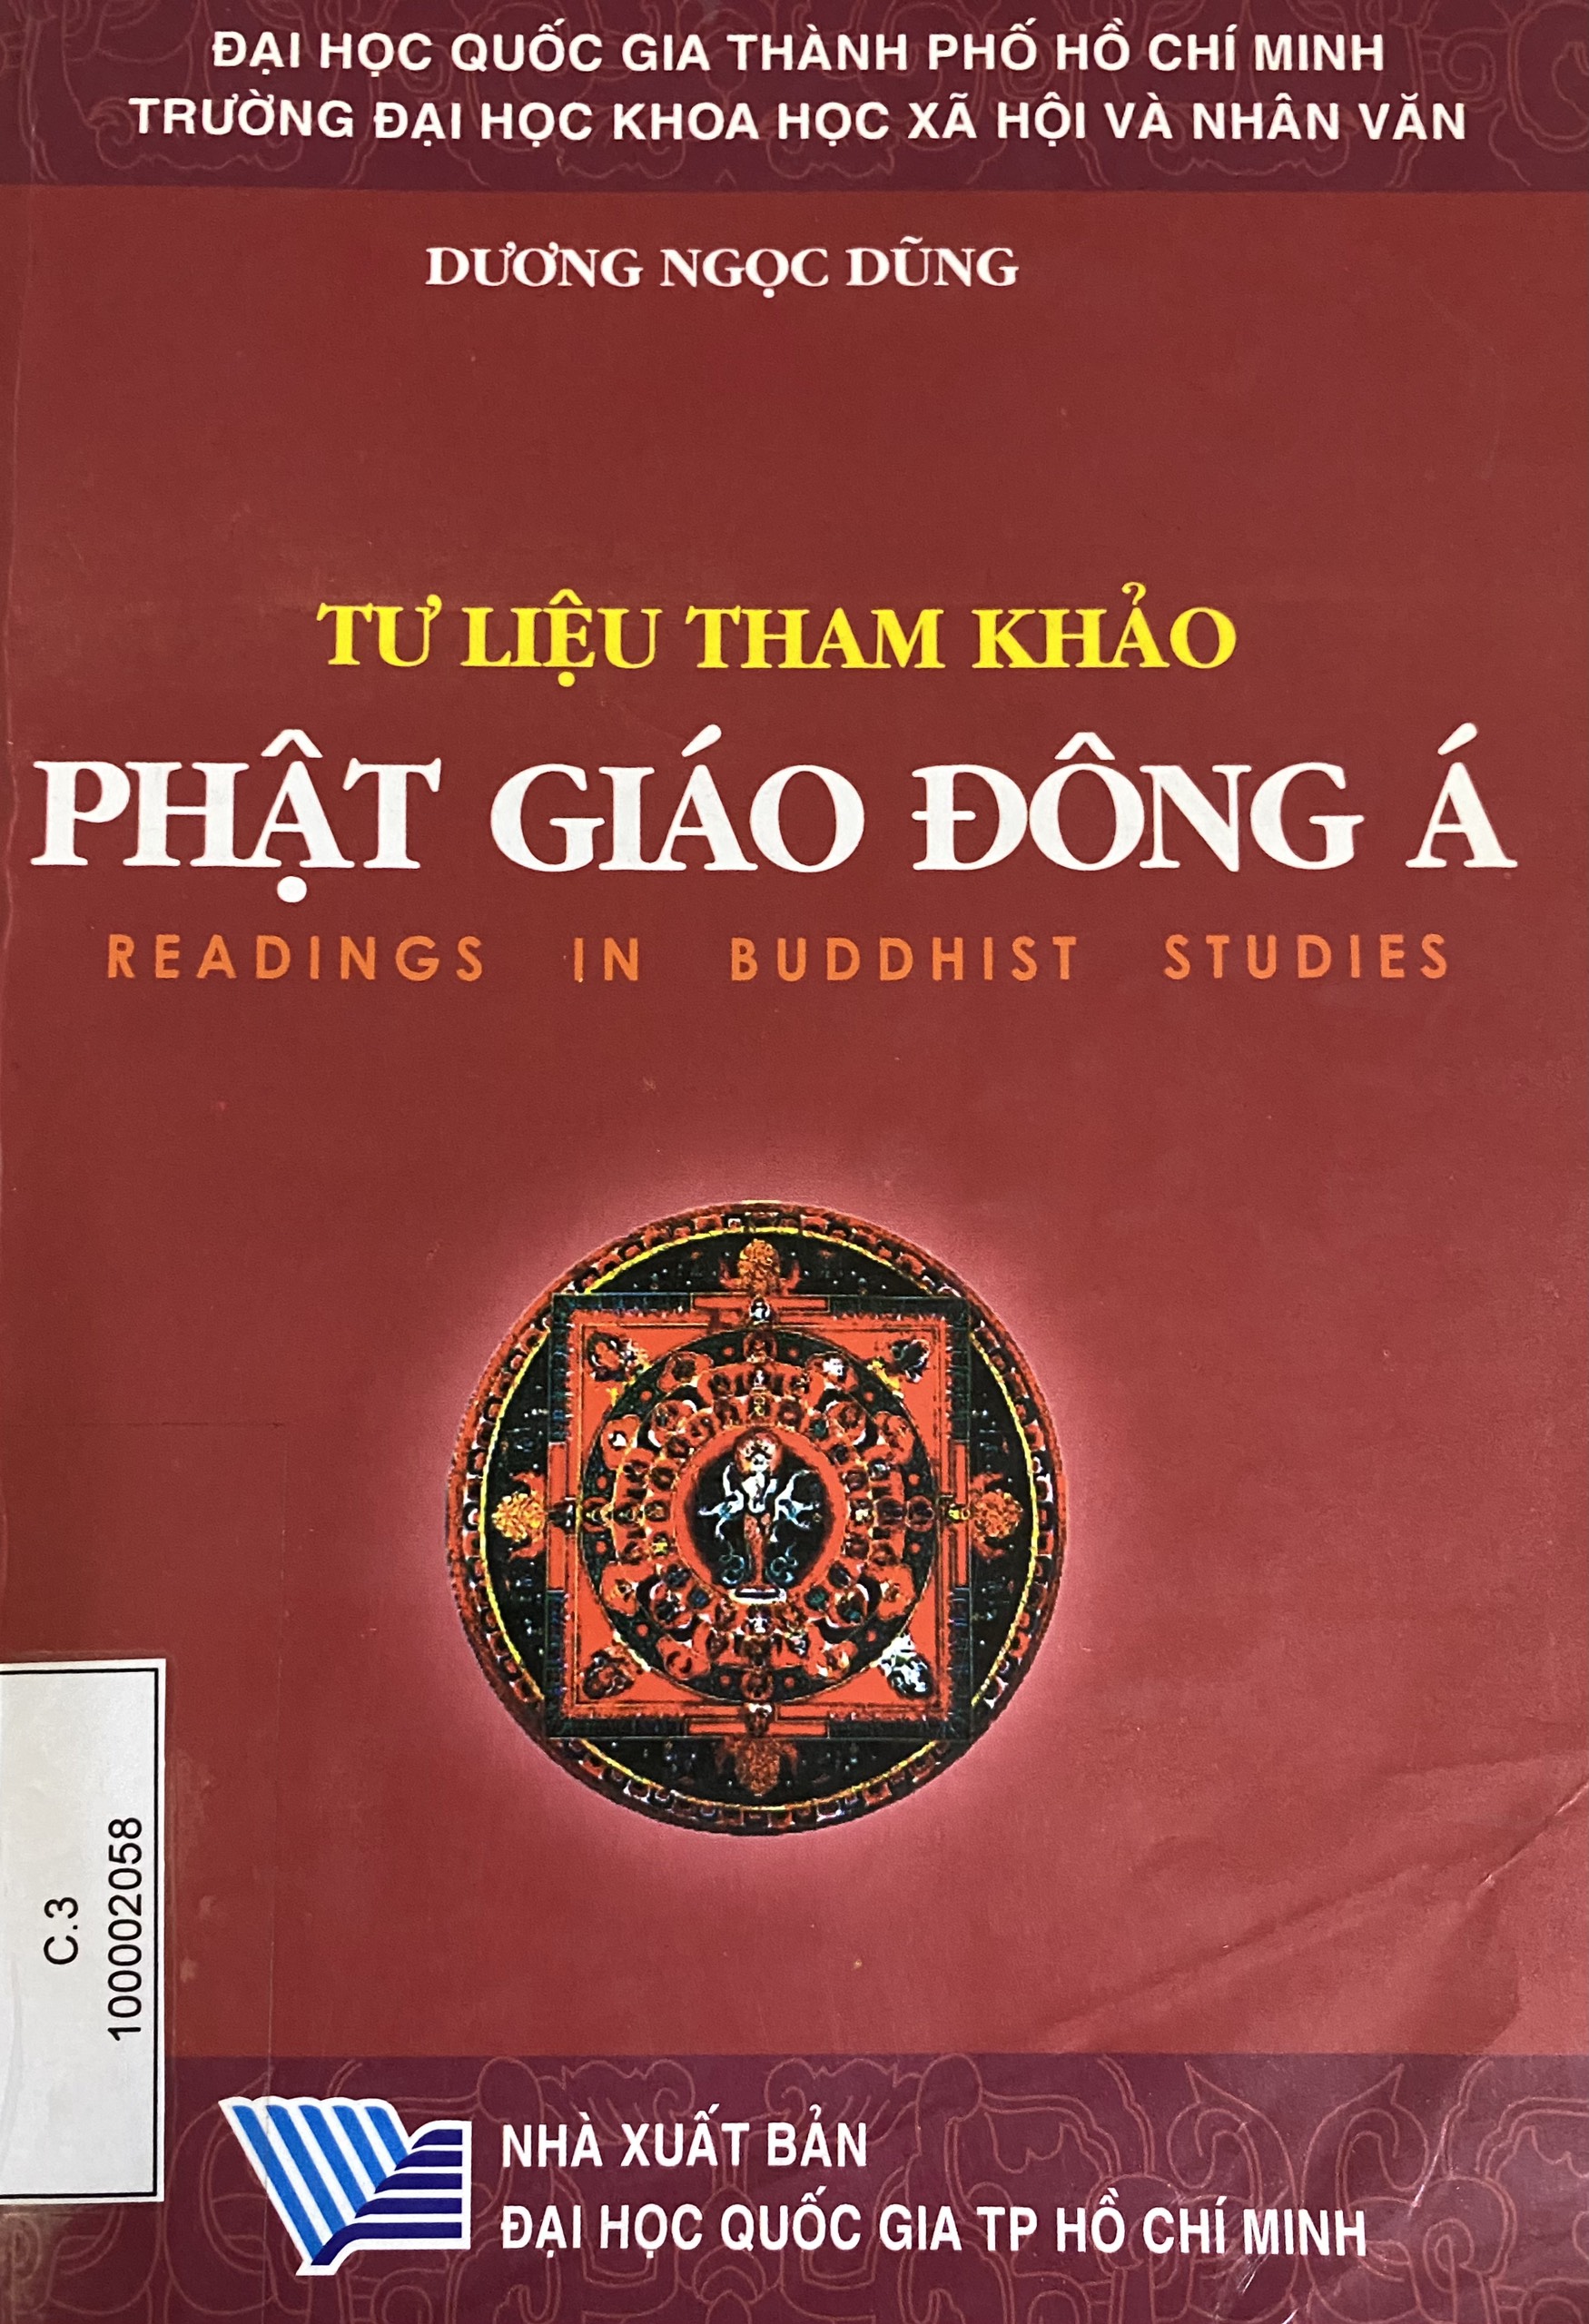 ĐẠI HỌC QUỐC GIA THÀNH PHỐ HỒ CHÍ MINH
TRƯỜNG ĐẠI HỌC KHOA HỌC XÃ HỘI VÀ NHÂN VĂN
DƯƠNG NGỌC DŨNG
TƯ LIỆU THAM KHẢO
PHẬT GIÁO ĐÔNG Á
READINGS IN BUDDHIST STUDIES
C.3
100002058
NHÀ XUẤT BẢN
ĐẠI HỌC QUỐC GIA TP HỒ CHÍ MINH